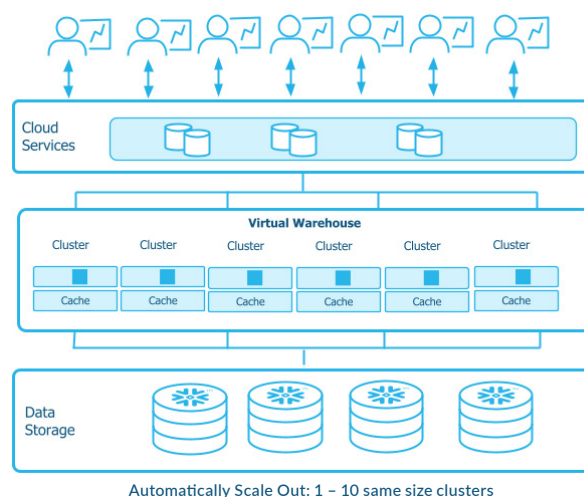 Cloud
Services
Virtual Warehouse
Cluster Cluster Cluster Cluster Cluster Cluster
Cache Cache Cache Cache Cache Cache
Data
Storage
Automatically Scale Out: 1 – 10 same size clusters